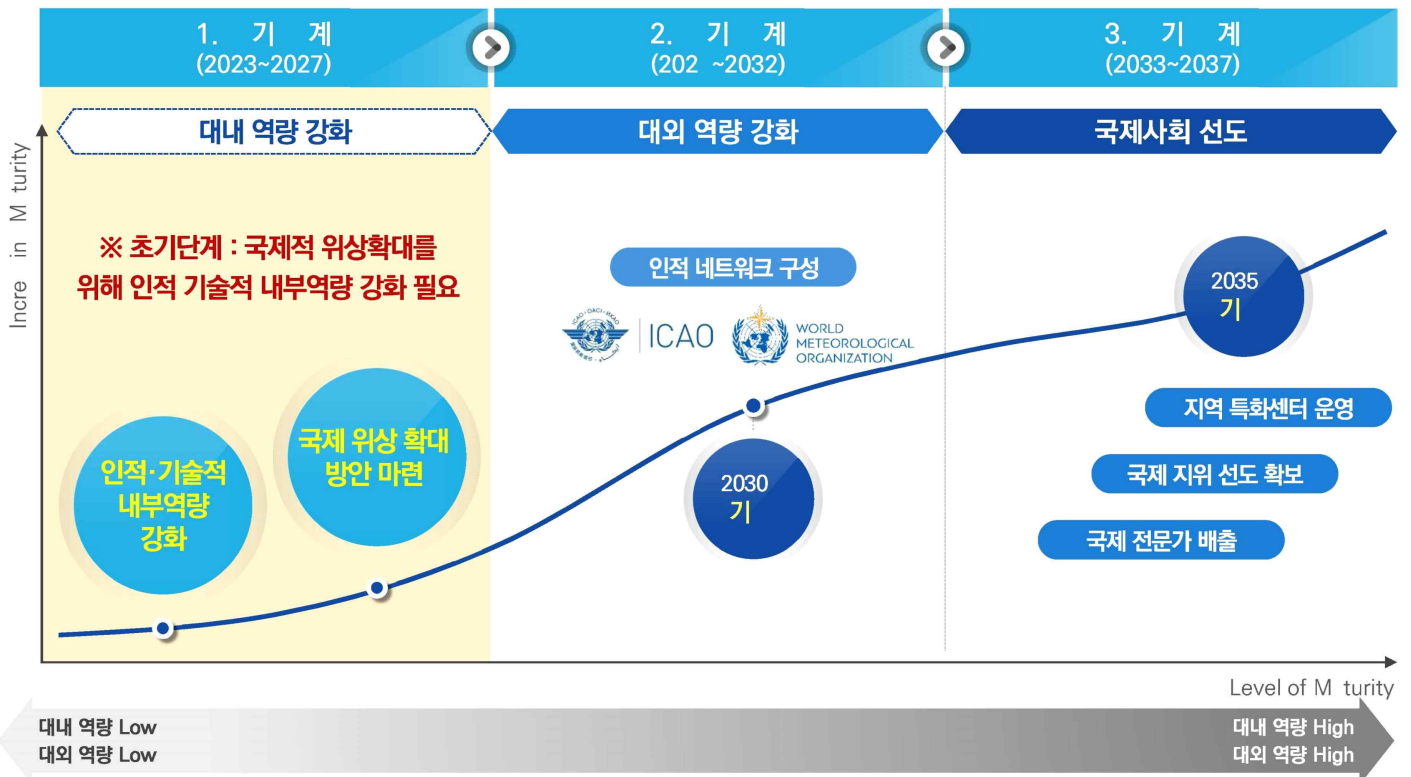 1. 기 계
(2023~2027)
2. 기 계
(202 ~2032)
3. 기 계
(2033~2037)
대내 역량 강화
대외 역량 강화
국제사회 선도
Incre in M turity
※ 초기단계 : 국제적 위상확대를
위해 인적 기술적 내부역량 강화 필요
인적·기술적
내부역량
강화
국제 위상 확대
방안 마련
인적 네트워크 구성
ICAO · OACI · ИКАО
ICAO
WORLD
METEOROLOGICAL
ORGANIZATION
2030
기
2035
기
지역 특화센터 운영
국제 지위 선도 확보
국제 전문가 배출
Level of M turity
대내 역량 Low
대외 역량 Low
대내 역량 High
대외 역량 High